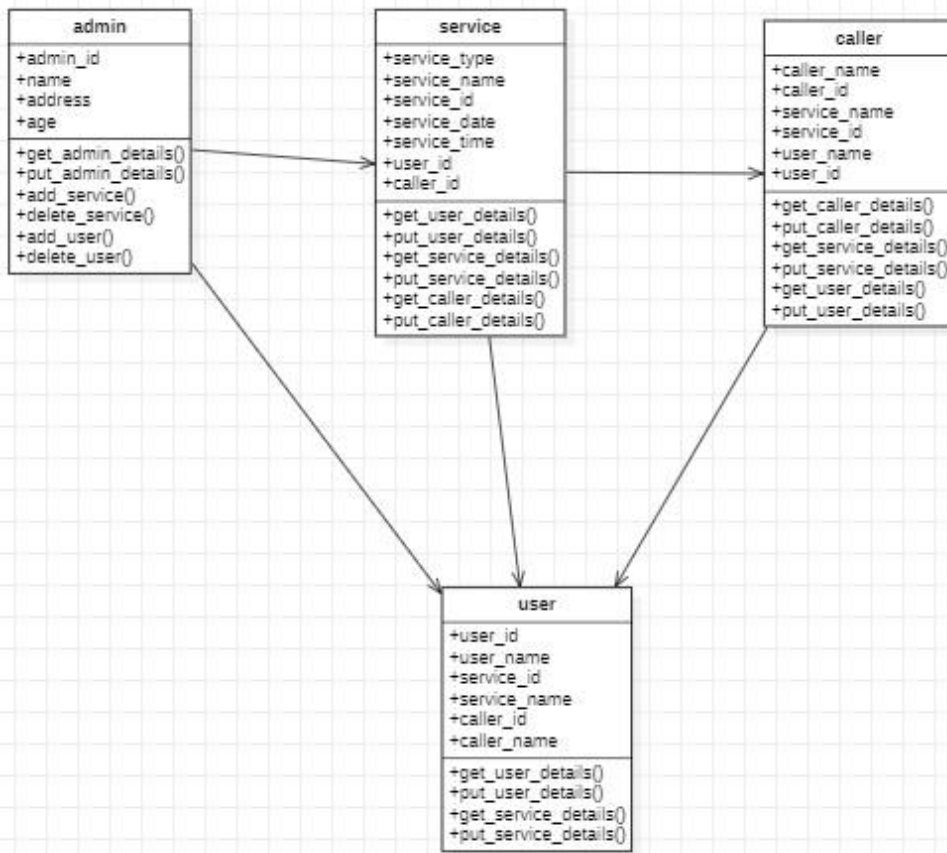 admin
+admin_id
+name
+address
+age
+get_admin_details()
+put_admin_details()
+add_service()
+delete_service()
+add_user()
+delete_user()
service
+service_type
+service_name
+service_id
+service_date
+service_time
+user_id
+caller_id
+get_user_details()
+put_user_details()
+get_service_details()
+put_service_details()
+get_caller_details()
+put_caller_details()
caller
+caller_name
+caller_id
+service_name
+service_id
+user_name
+user_id
+get_caller_details()
+put_caller_details()
+get_service_details()
+put_service_details()
+get_user_details()
+put_user_details()
user
+user_id
+user_name
+service_id
+service_name
+caller_id
+caller_name
+get_user_details()
+put_user_details()
+get_service_details()
+put_service_details()